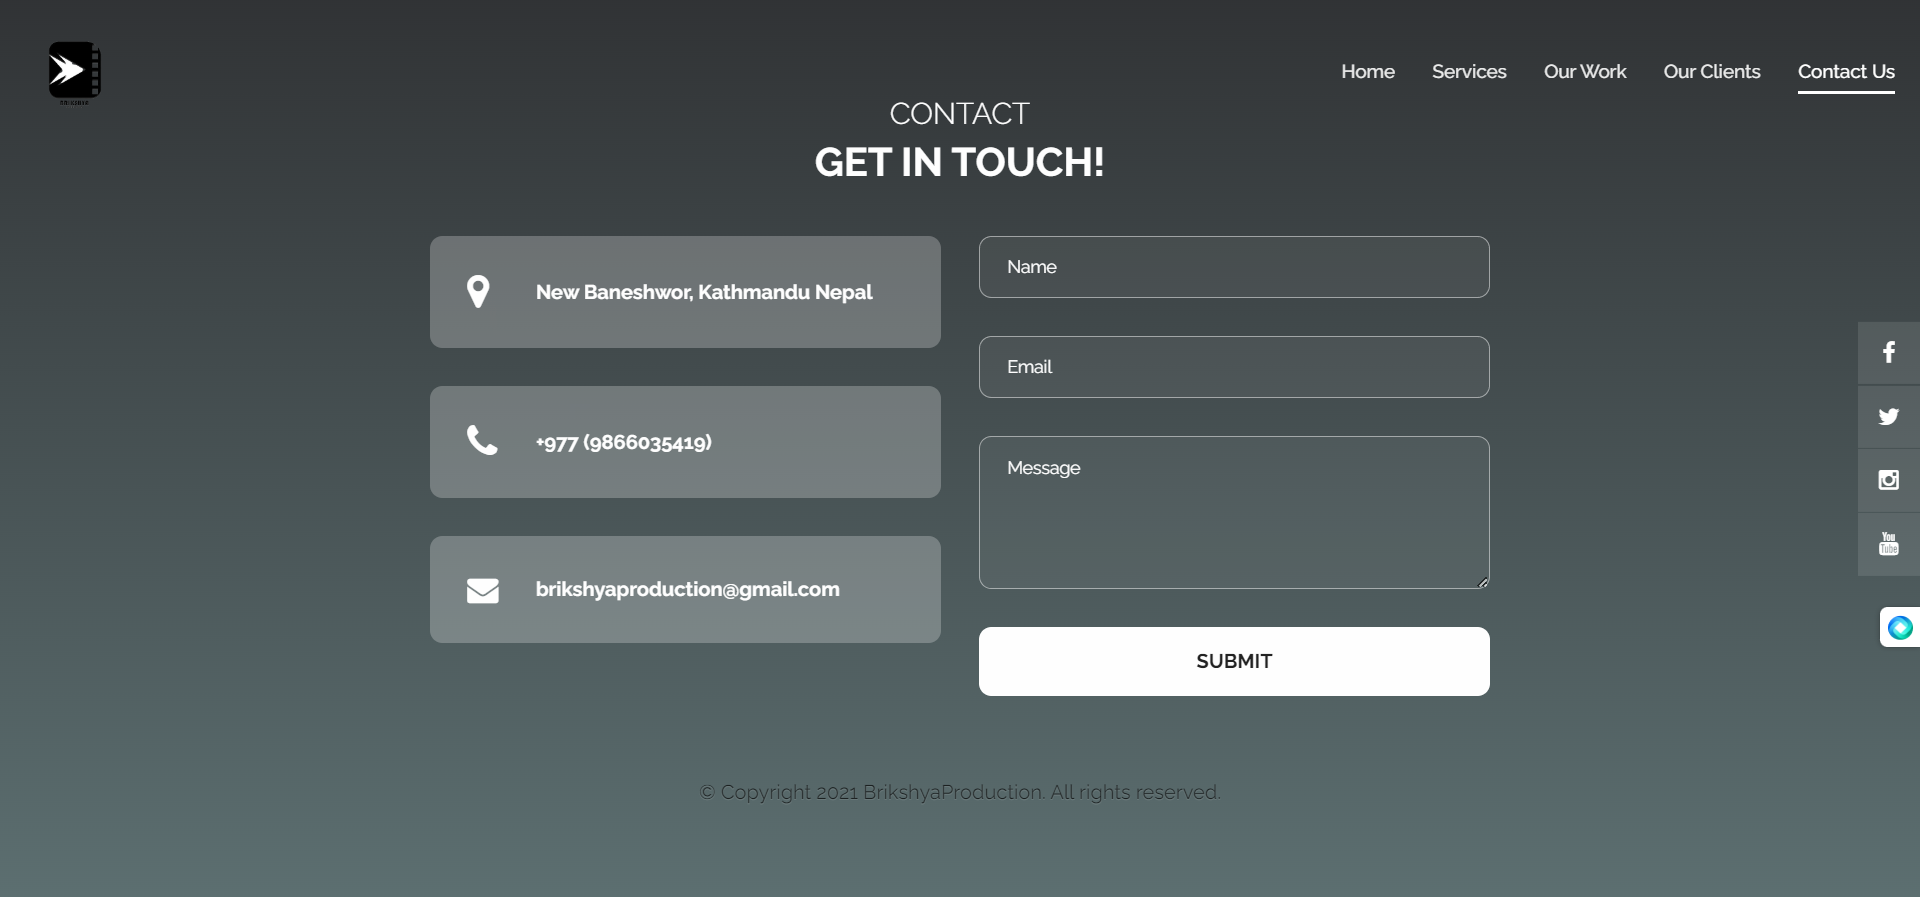 Home
Services
Our Work
Our Clients
Contact Us
CONTACT
GET IN TOUCH!
New Baneshwor, Kathmandu Nepal
+977 (9866035419)
brikshyaproduction@gmail.com
Name
Email
Message
SUBMIT
You
Tube
© Copyright 2021 BrikshyaProduction. All rights reserved.